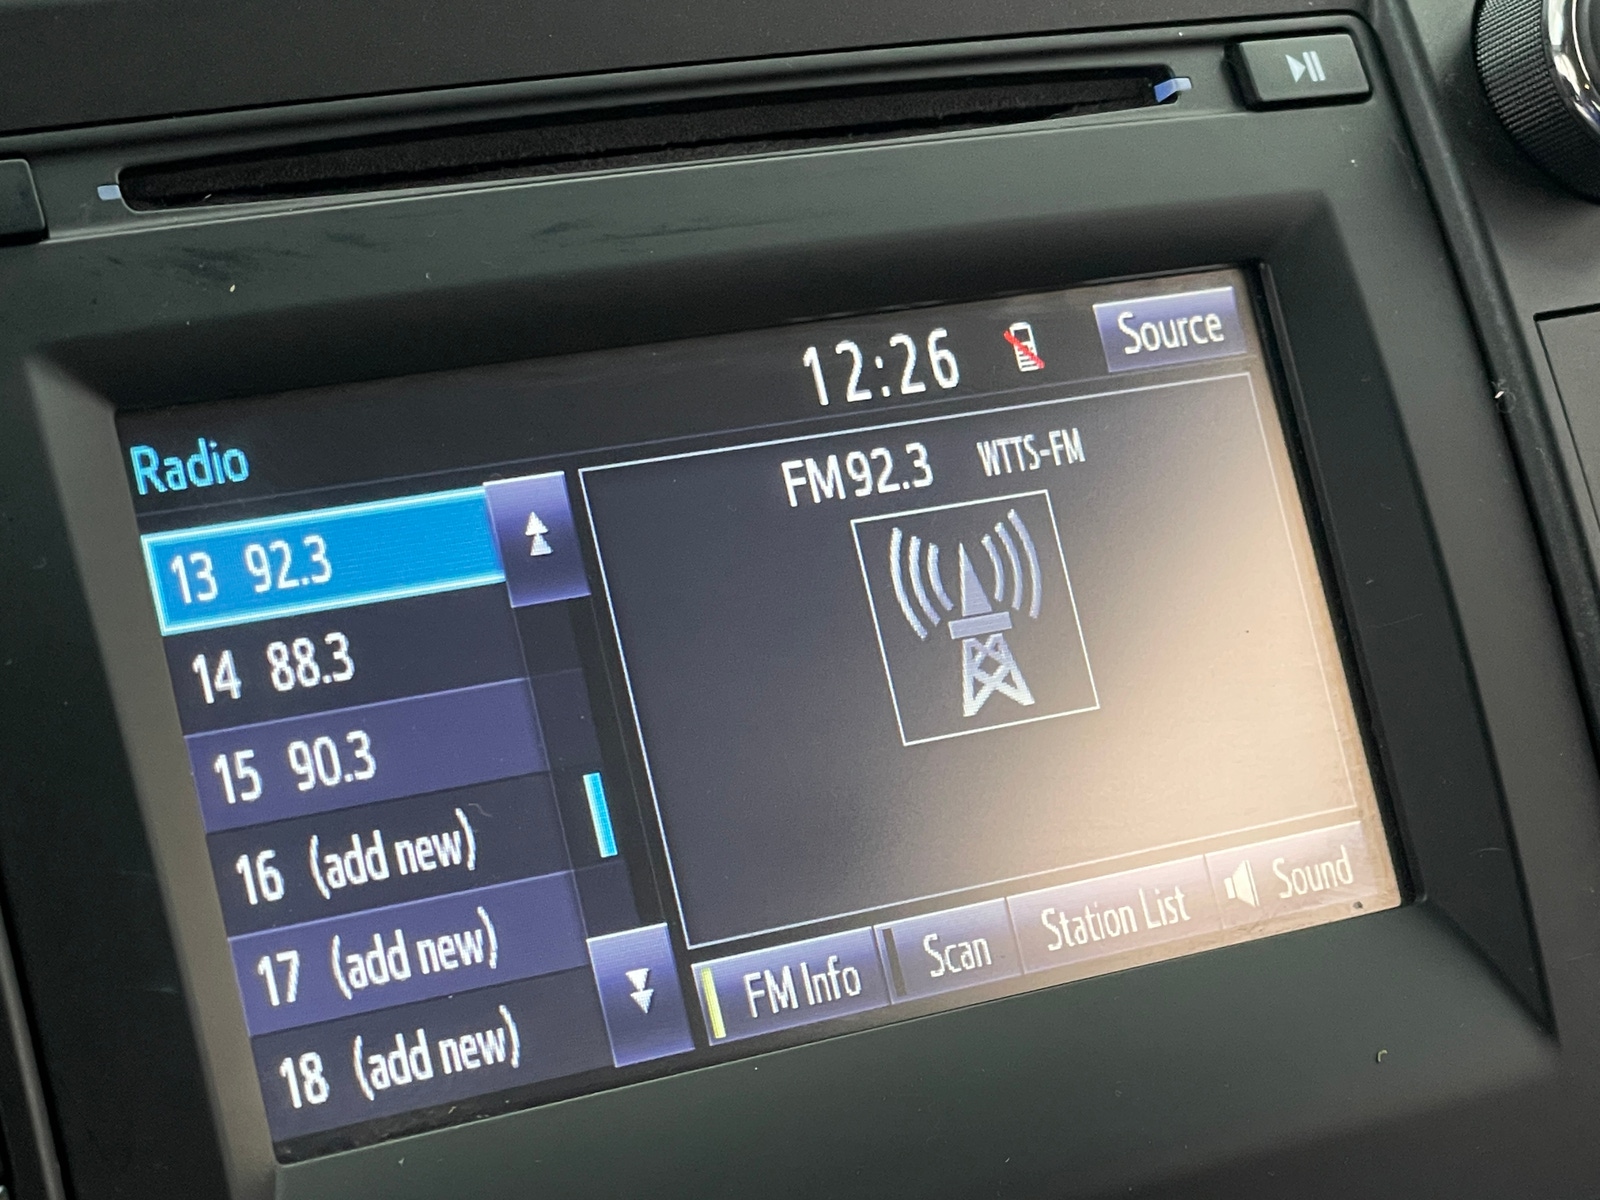 12:26
Source
Radio
FM 92.3 WTTS-FM
13 92.3
14 88.3
15 90.3
16 (add new)
17 (add new)
18 (add new)
FM Info
Scan
Station List
Sound